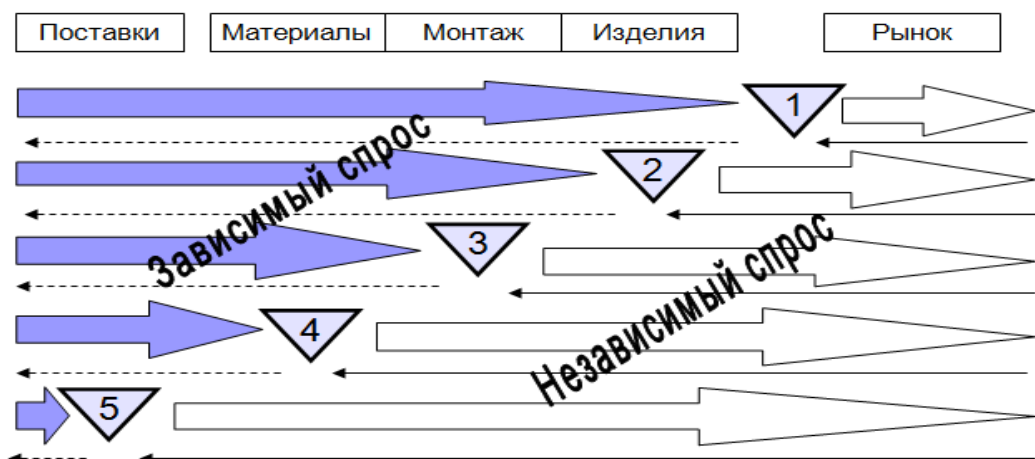 Поставки
Материалы
Монтаж
Изделия
Рынок
1
2
Зависимый спрос
3
Независимый спрос
4
5